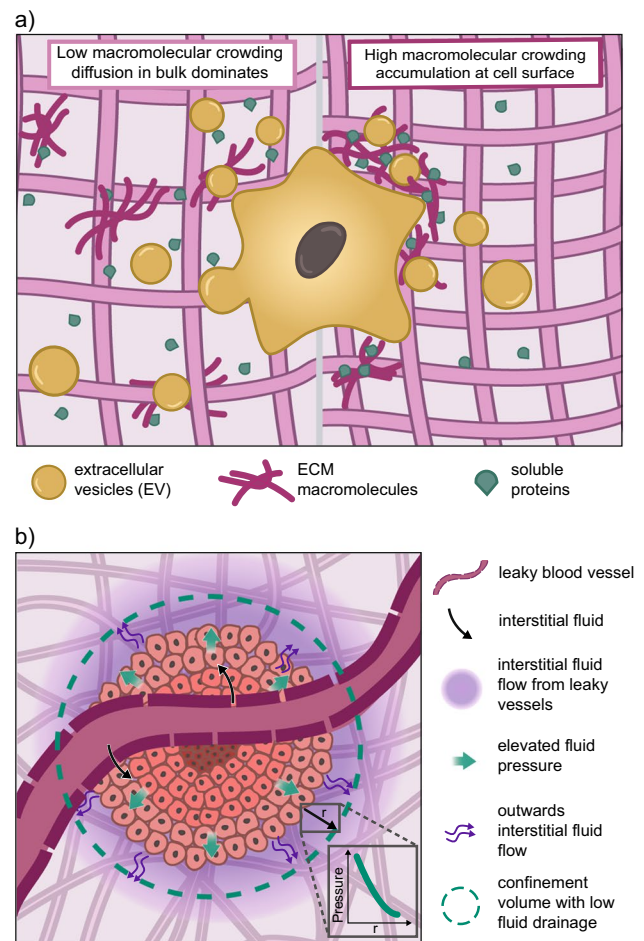 a)
Low macromolecular crowding
diffusion in bulk dominates
High macromolecular crowding
accumulation at cell surface
extracellular
vesicles (EV)
ECM
macromolecules
soluble
proteins
b)
leaky blood vessel
interstitial fluid
interstitial fluid
flow from leaky
vessels
elevated fluid
pressure
outwards
interstitial fluid
flow
confinement
volume with low
fluid drainage
r
Pressure
r